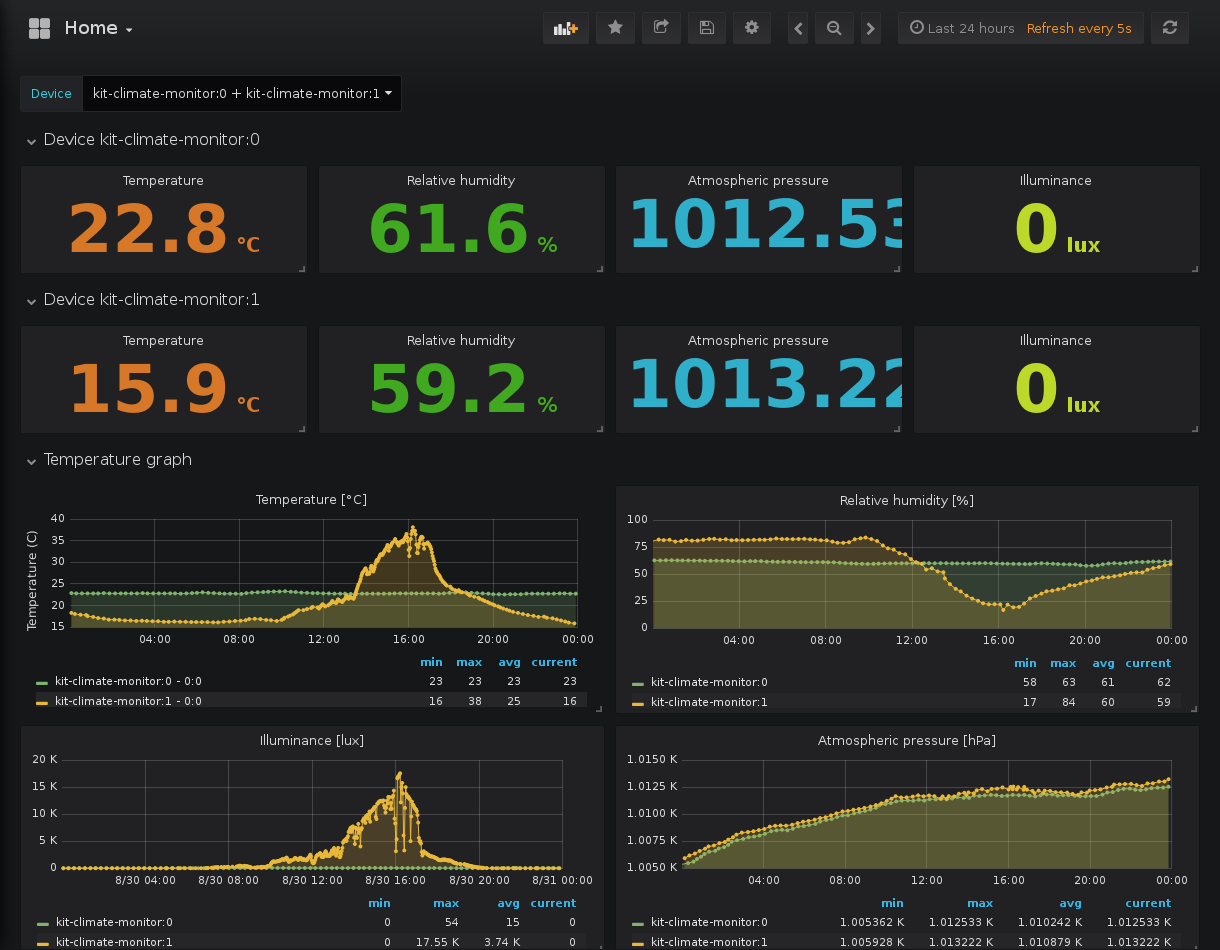 Home
Last 24 hours Refresh every 5s
Device kit-climate-monitor:0 + kit-climate-monitor:1
Device kit-climate-monitor:0
Temperature Relative humidity Atmospheric pressure Illuminance
22.8 °C 61.6 % 1012.53 0 lux
Device kit-climate-monitor:1
Temperature Relative humidity Atmospheric pressure Illuminance
15.9 °C 59.2 % 1013.22 0 lux
Temperature graph
Temperature [°C]
Temperature (C)
40
35
30
25
20
15
04:00 08:00 12:00 16:00 20:00 00:00
min max avg current
kit-climate-monitor:0 - 0:0 23 23 23 23
kit-climate-monitor:1 - 0:0 16 38 25 16
Relative humidity [%]
100
75
50
25
0
04:00 08:00 12:00 16:00 20:00 00:00
min max avg current
kit-climate-monitor:0 58 63 61 62
kit-climate-monitor:1 17 84 60 59
Illuminance [lux]
20 K
15 K
10 K
5 K
0
8/30 04:00 8/30 08:00 8/30 12:00 8/30 16:00 8/30 20:00 8/31 00:00
min max avg current
kit-climate-monitor:0 0 54 15 0
kit-climate-monitor:1 0 17.55 K 3.74 K 0
Atmospheric pressure [hPa]
1.0150 K
1.0125 K
1.0100 K
1.0075 K
1.0050 K
04:00 08:00 12:00 16:00 20:00 00:00
min max avg current
kit-climate-monitor:0 1.005362 K 1.012533 K 1.010242 K 1.012533 K
kit-climate-monitor:1 1.005928 K 1.013222 K 1.010879 K 1.013222 K